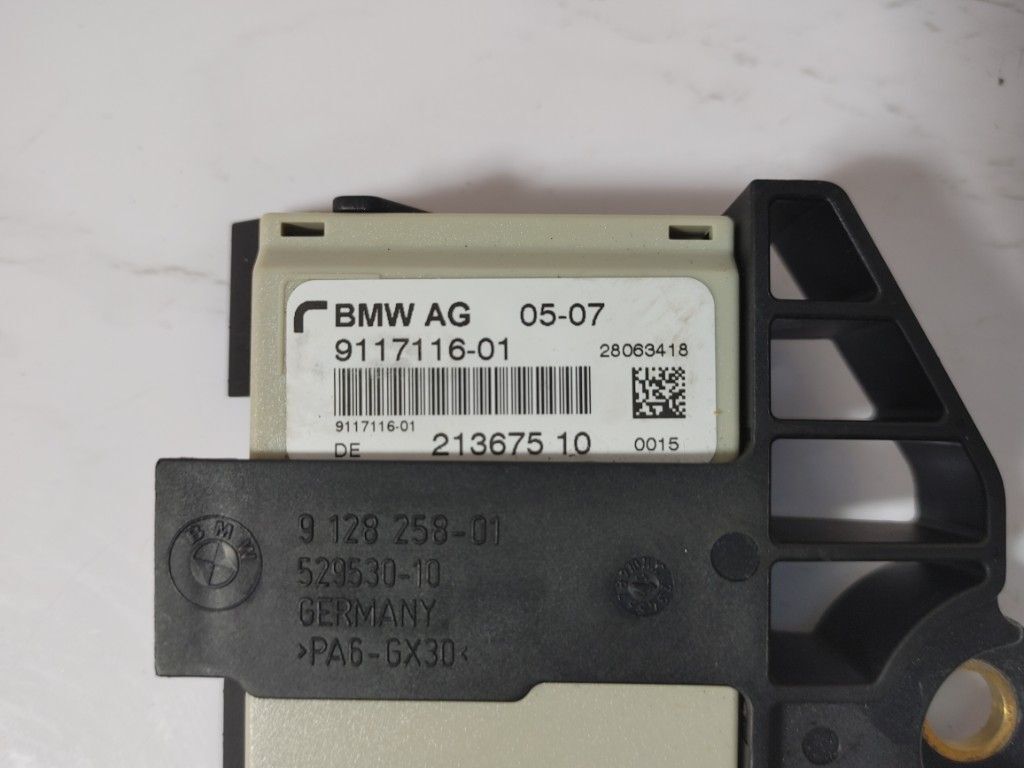 BMW AG 05-07
9117116-01 28063418
9117116-01
DE 213675 10 0015
BMW
9 128 258-01
529530-10
GERMANY
>PA6-GX30<